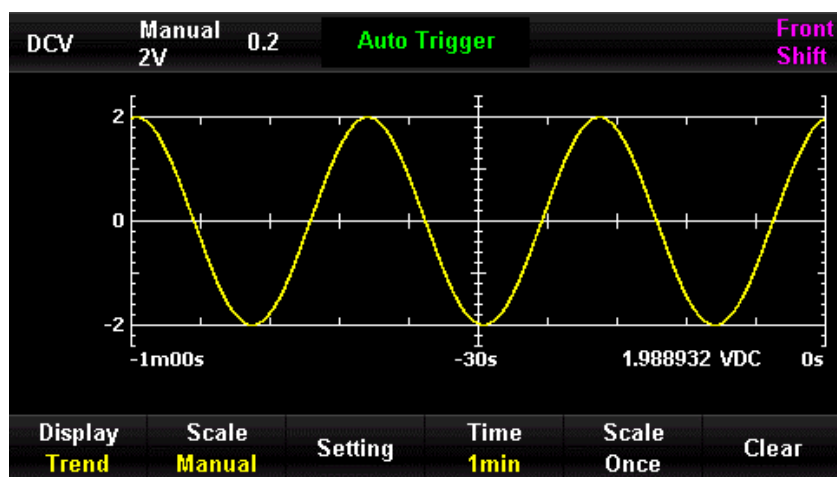 DCV Manual 0.2 Auto Trigger Front
2V Shift
2
0
-2
-1m00s -30s 1.988932 VDC 0s
Display Scale Setting Time Scale Clear
Trend Manual 1min Once